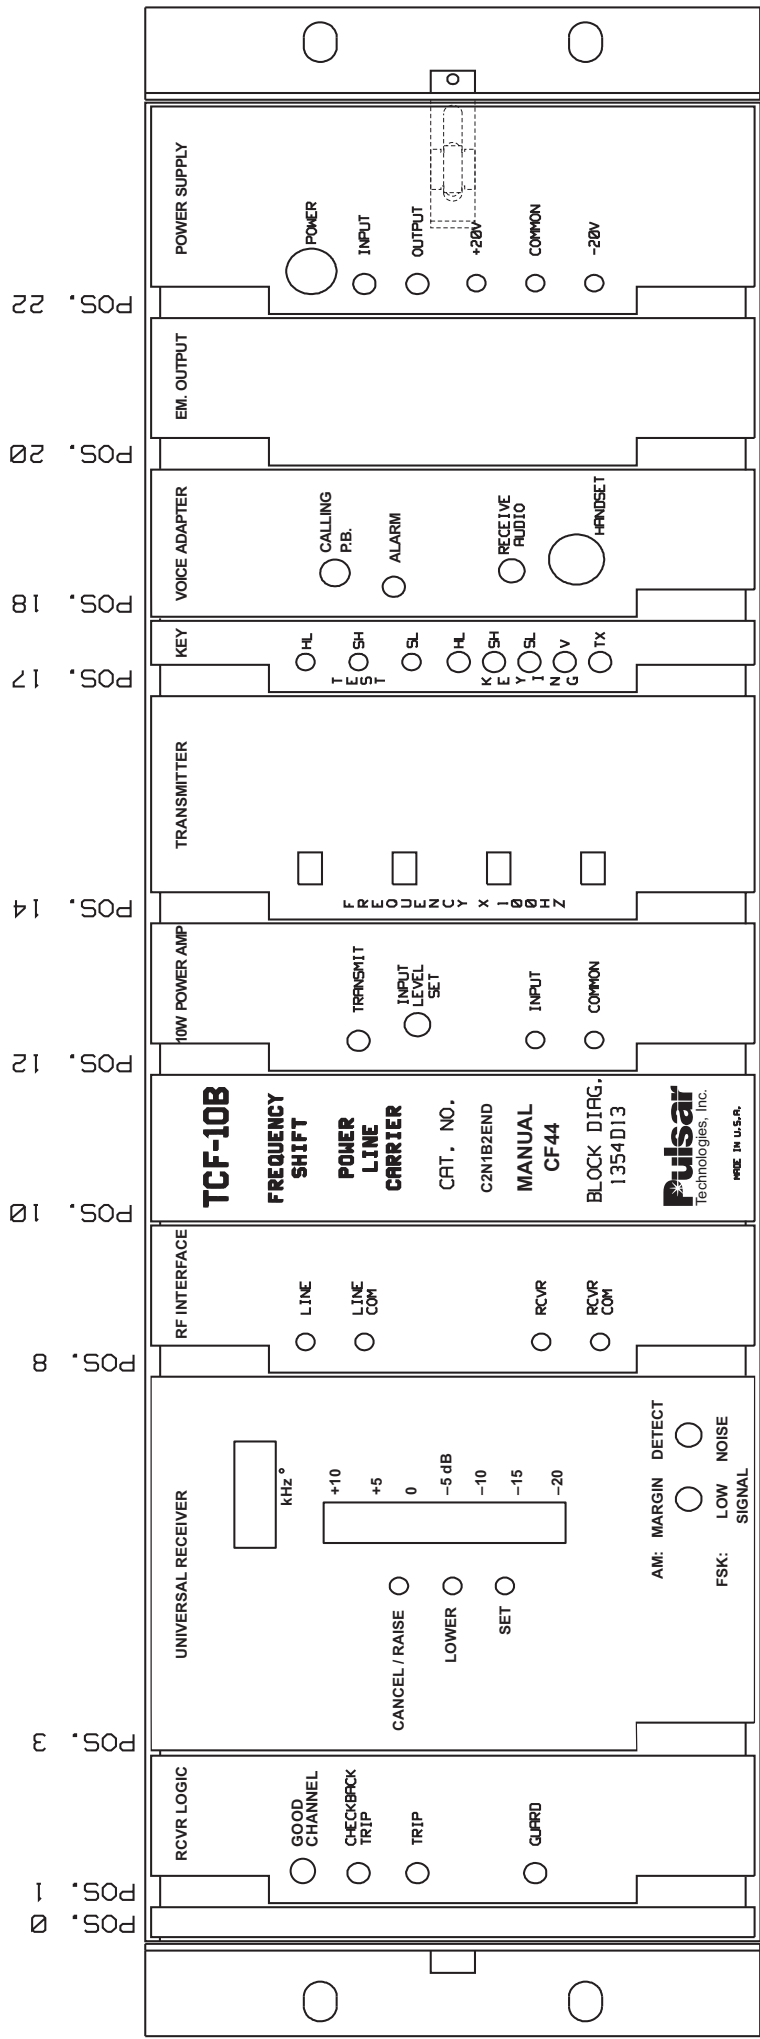 POS. 0
POS. 1
RCVR LOGIC
GOOD
CHANNEL
CHECKBACK
TRIP
TRIP
GUARD
POS. 3
UNIVERSAL RECEIVER
kHz °
+10
+5
0
–5 dB
–10
–15
–20
CANCEL / RAISE
LOWER
SET
AM: MARGIN DETECT
FSK: LOW NOISE
SIGNAL
POS. 8
RF INTERFACE
LINE
LINE
COM
RCVR
RCVR
COM
POS. 10
TCF-10B
FREQUENCY
SHIFT
POWER
LINE
CARRIER
CAT. NO.
C2N1B2END
MANUAL
CF44
BLOCK DIAG.
1354D13
Pulsar
Technologies, Inc.
MADE IN U.S.A.
POS. 12
10W POWER AMP
TRANSMIT
INPUT
LEVEL
SET
INPUT
COMMON
POS. 14
TRANSMITTER
FREQUENCY X 100HZ
POS. 17
KEY
HL
SH
SL
HL
SH
SL
V
TX
TEST
KEYING
POS. 18
VOICE ADAPTER
CALLING
P.B.
ALARM
RECEIVE
AUDIO
HANDSET
POS. 20
EM. OUTPUT
POS. 22
POWER SUPPLY
POWER
INPUT
OUTPUT
+20V
COMMON
-20V